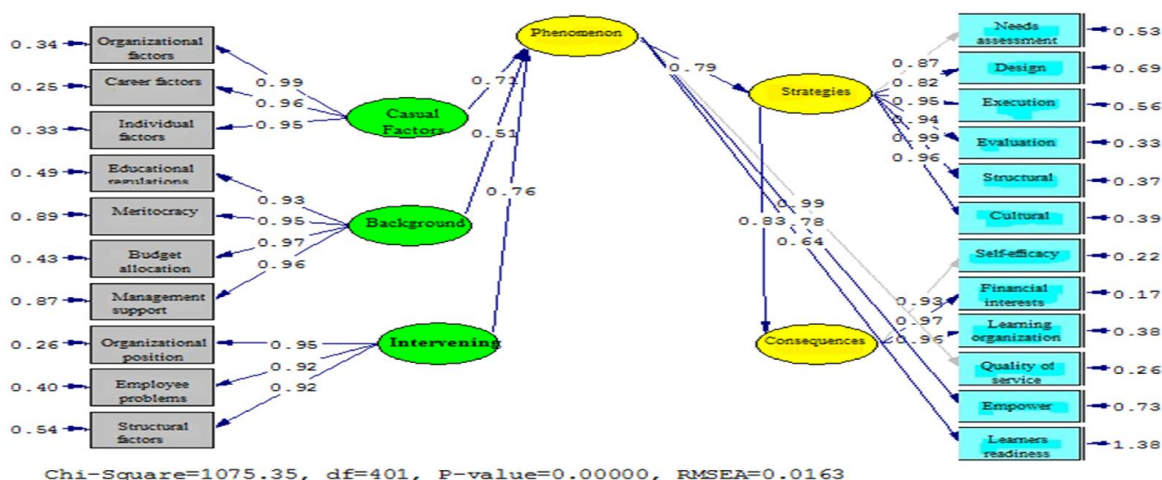 0.34
Organizational
factors
0.25
Career factors
0.33
Individual
factors
0.49
Educational
regulations
0.89
Meritocracy
0.43
Budget
allocation
0.87
Management
support
0.26
Organizational
position
0.40
Employee
problems
0.54
Structural
factors
0.99
0.96
0.95
0.93
0.95
0.97
0.96
0.95
0.92
0.92
Casual
Factors
Background
Intervening
0.71
0.51
0.76
Phenomenon
0.79
Strategies
0.83
Consequences
0.99
.78
0.64
0.87
0.82
0.95
0.94
0.99
0.96
0.93
0.97
0.96
Needs
assessment
0.53
Design
0.69
Execution
0.56
Evaluation
0.33
Structural
0.37
Cultural
0.39
Self-efficacy
0.22
Financial
interests
0.17
Learning
organization
0.38
Quality of
service
0.26
Empower
0.73
Learners
readiness
1.38
Chi-Square=1075.35, df=401, P-value=0.00000, RMSEA=0.0163